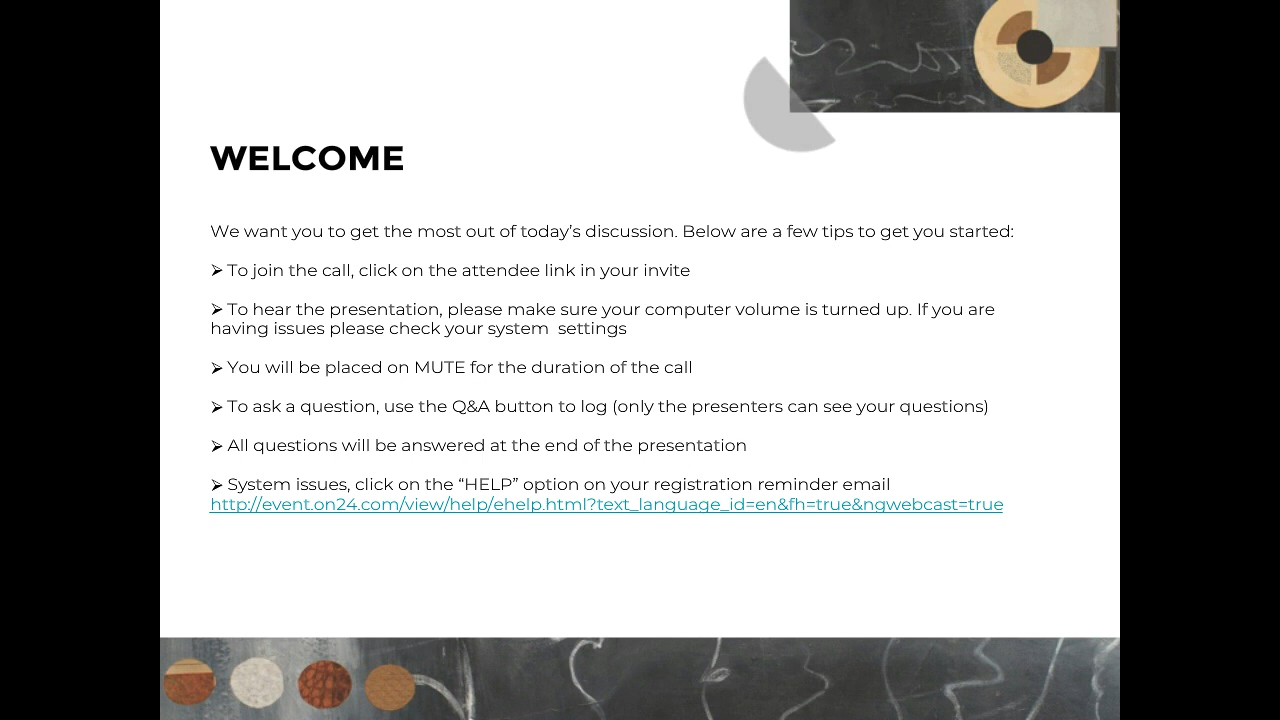 WELCOME
We want you to get the most out of today’s discussion. Below are a few tips to get you started:
➢ To join the call, click on the attendee link in your invite
➢ To hear the presentation, please make sure your computer volume is turned up. If you are
having issues please check your system  settings
➢ You will be placed on MUTE for the duration of the call
➢ To ask a question, use the Q&A button to log (only the presenters can see your questions)
➢ All questions will be answered at the end of the presentation
➢ System issues, click on the “HELP” option on your registration reminder email
http://event.on24.com/view/help/ehelp.html?text_language_id=en&fh=true&ngwebcast=true